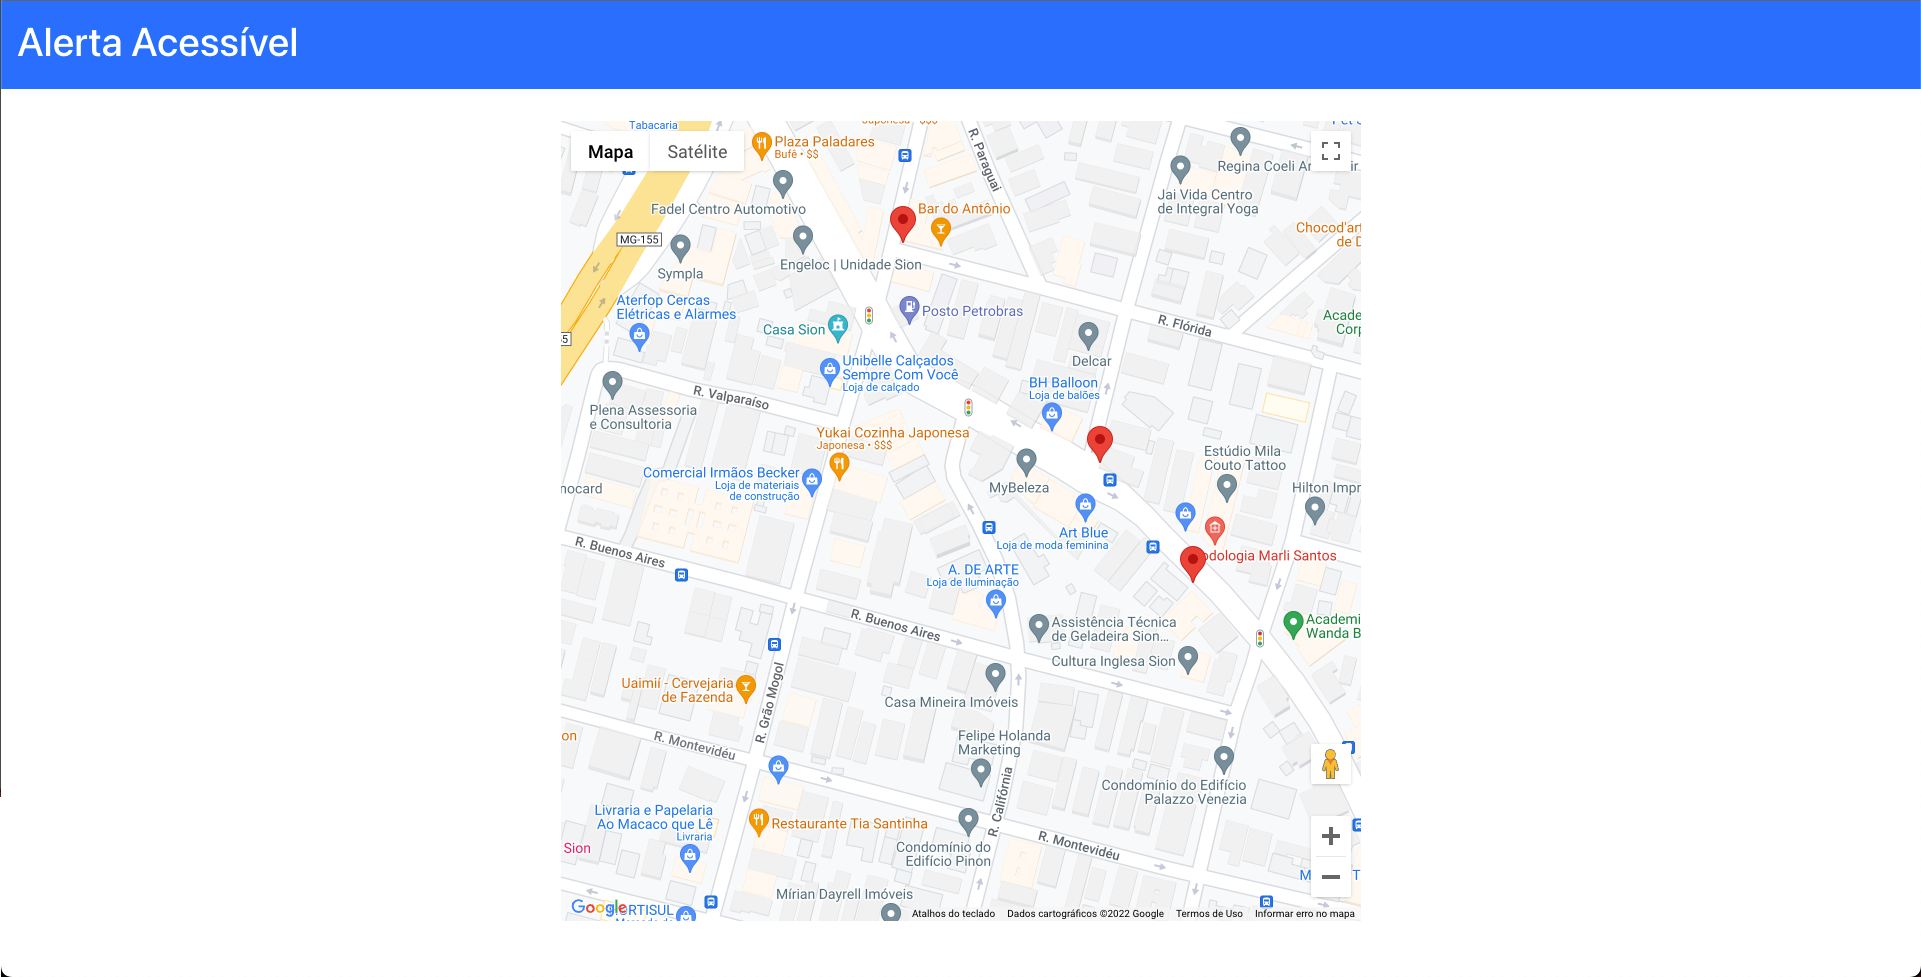 Alerta Acessível
Tabacaria
Mapa
Satélite
Plaza Paladares
Bufê • $$
Japonesa • $$$
R. Paraguai
Regina Coeli
Jai Vida Centro
de Integral Yoga
Fadel Centro Automotivo
Bar do Antônio
Chocod'art
de D
MG-155
Sympla
Engeloc | Unidade Sion
Aterfop Cercas
Elétricas e Alarmes
Posto Petrobras
Casa Sion
R. Flórida
Acade
Corp
Delcar
Unibelle Calçados
Sempre Com Você
Loja de calçado
BH Balloon
Loja de balões
R. Valparaíso
Plena Assessoria
e Consultoria
Yukai Cozinha Japonesa
Japonesa • $$$
Estúdio Mila
Couto Tattoo
Comercial Irmãos Becker
Loja de materiais
de construção
MyBeleza
nocard
Hilton Impr
Art Blue
Loja de moda feminina
R. Buenos Aires
odologia Marli Santos
A. DE ARTE
Loja de Iluminação
R. Buenos Aires
Assistência Técnica
de Geladeira Sion...
Academi
Wanda B
Cultura Inglesa Sion
Uaimií - Cervejaria
de Fazenda
R. Grão Mogol
Casa Mineira Imóveis
on
R. Montevidéu
Felipe Holanda
Marketing
Condomínio do Edifício
Palazzo Venezia
R. Califórnia
Livraria e Papelaria
Ao Macaco que Lê
Livraria
Restaurante Tia Santinha
Sion
Condomínio do
Edifício Pinon
R. Montevidéu
Mírian Dayrell Imóveis
Google
HORTISUL
Atalhos do teclado
Dados cartográficos ©2022 Google
Termos de Uso
Informar erro no mapa